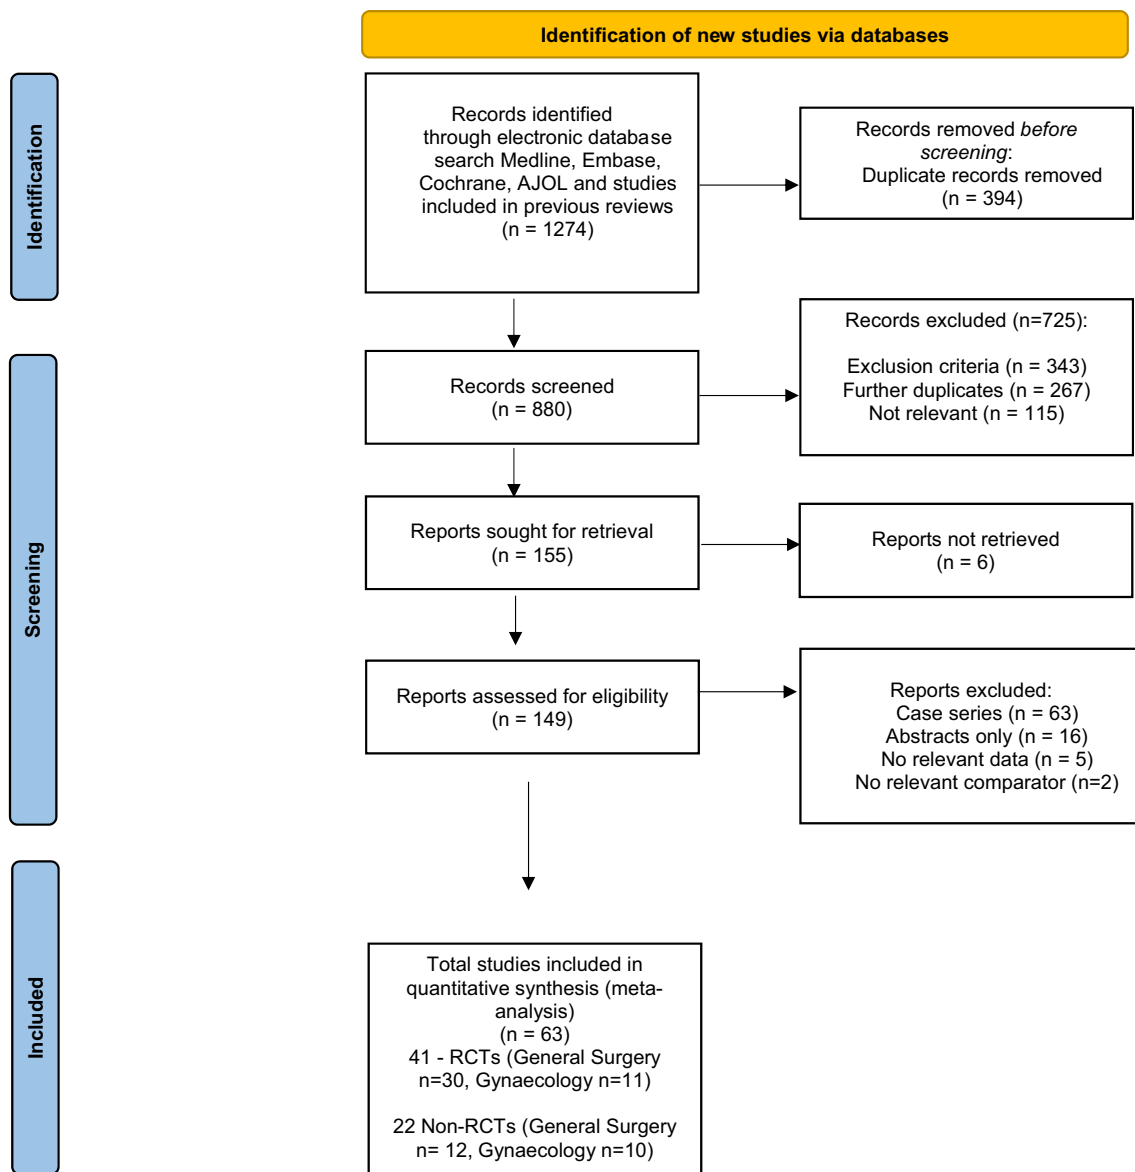 Identification of new studies via databases
Identification
Records identified
through electronic database
search Medline, Embase,
Cochrane, AJOL and studies
included in previous reviews
(n = 1274)
Records removed before
screening:
Duplicate records removed
(n = 394)
Screening
Records screened
(n = 880)
Records excluded (n=725):
Exclusion criteria (n = 343)
Further duplicates (n = 267)
Not relevant (n = 115)
Reports sought for retrieval
(n = 155)
Reports not retrieved
(n = 6)
Reports assessed for eligibility
(n = 149)
Reports excluded:
Case series (n = 63)
Abstracts only (n = 16)
No relevant data (n = 5)
No relevant comparator (n=2)
Included
Total studies included in
quantitative synthesis (meta-
analysis)
(n = 63)
41 - RCTs (General Surgery
n=30, Gynaecology n=11)
22 Non-RCTs (General Surgery
n= 12, Gynaecology n=10)